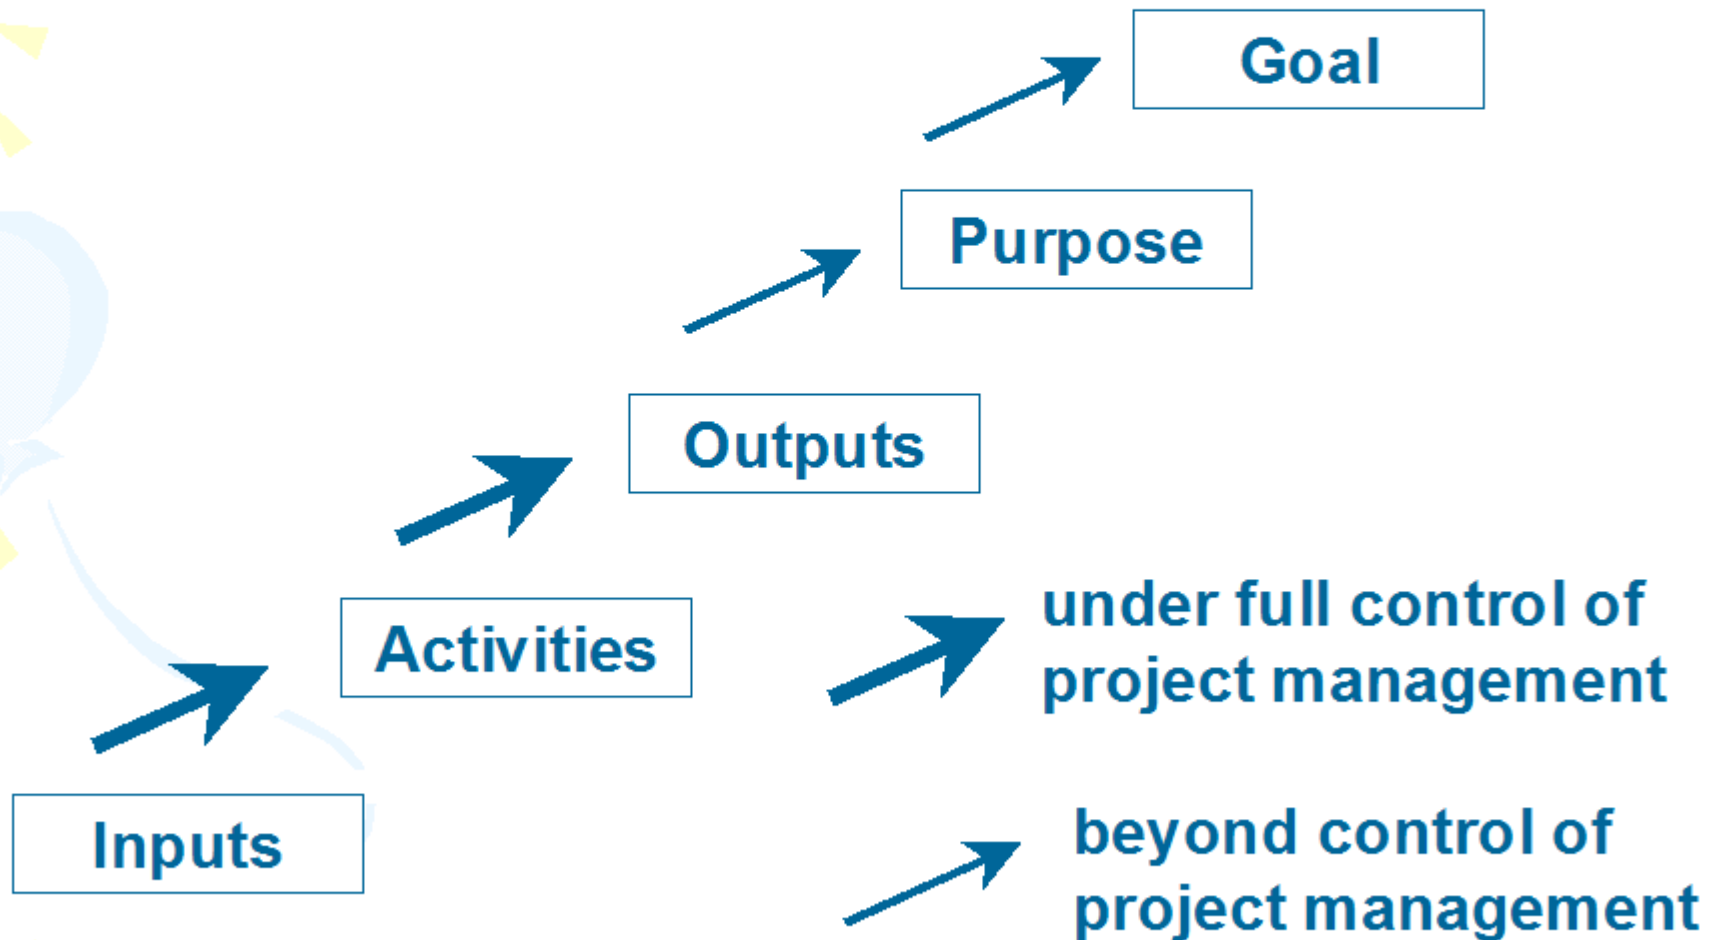 Goal
Purpose
Outputs
Activities
Inputs
under full control of
project management
beyond control of
project management